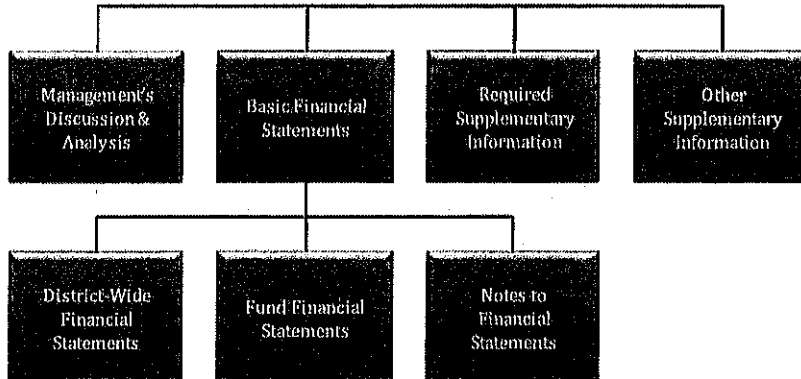 Management's
Discussion &
Analysis
Basic Financial
Statements
Required
Supplementary
Information
Other
Supplementary
Information
District-Wide
Financial
Statements
Fund Financial
Statements
Notes to
Financial
Statements